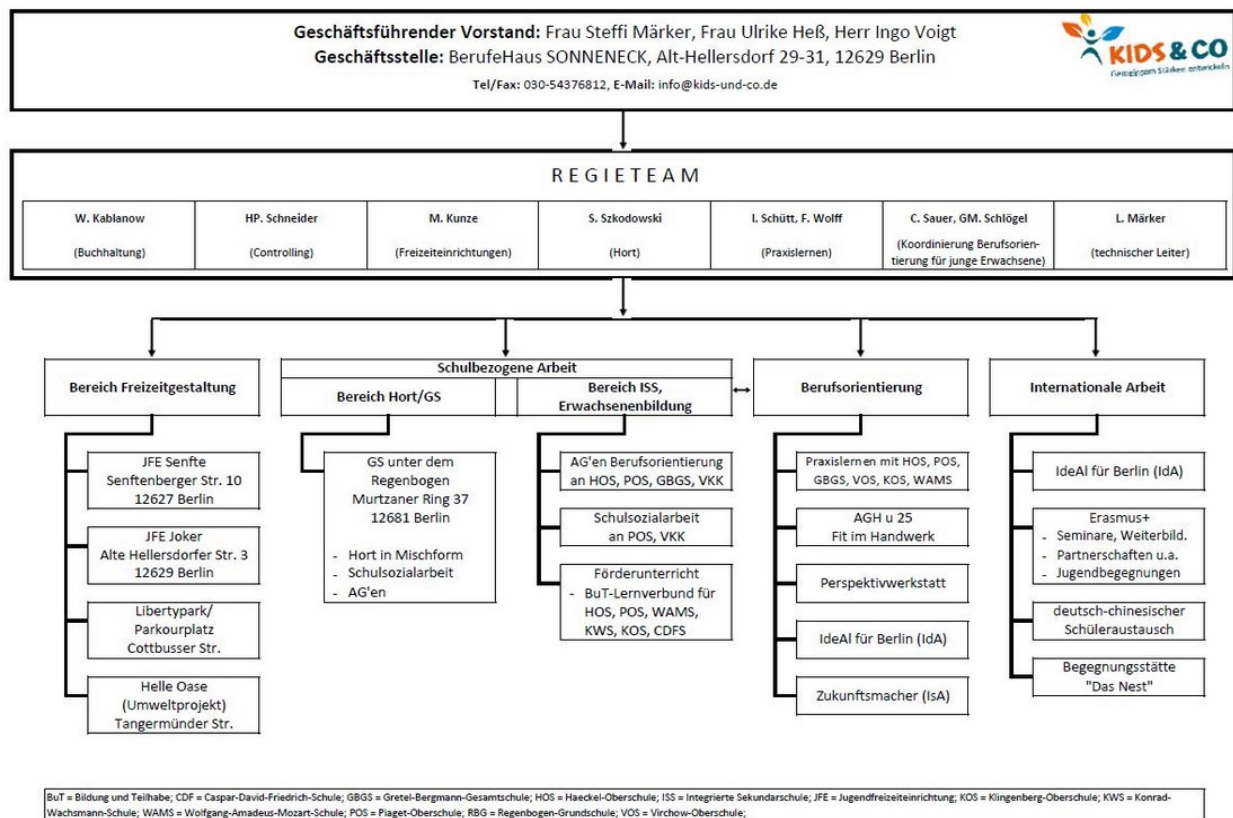 Geschäftsführender Vorstand: Frau Steffi Märker, Frau Ulrike Heß, Herr Ingo Voigt
Geschäftsstelle: BerufeHaus SONNENECK, Alt-Hellersdorf 29-31, 12629 Berlin
Tel/Fax: 030-54376812, E-Mail: info@kids-und-co.de
KIDS & CO
Gemeinsam Stärken entwickeln
REGIETEAM
W. Kablanow
(Buchhaltung)
HP. Schneider
(Controlling)
M. Kunze
(Freizeiteinrichtungen)
S. Szkodowski
(Hort)
I. Schütt, F. Wolff
(Praxislernen)
C. Sauer, GM. Schlögel
(Koordinierung Berufsorien-
tierung für junge Erwachsene)
L. Märker
(technischer Leiter)
Bereich Freizeitgestaltung
JFE Senfte
Senftenberger Str. 10
12627 Berlin
JFE Joker
Alte Hellersdorfer Str. 3
12629 Berlin
Libertypark/
Parkourplatz
Cottbusser Str.
Helle Oase
(Umweltprojekt)
Tangermünder Str.
Schulbezogene Arbeit
Bereich Hort/GS
GS unter dem
Regenbogen
Murtzaner Ring 37
12681 Berlin
- Hort in Mischform
- Schulsozialarbeit
- AG'en
Bereich ISS,
Erwachsenenbildung
AG'en Berufsorientierung
an HOS, POS, GBGS, VKK
Schulsozialarbeit
an POS, VKK
Förderunterricht
- BuT-Lernverbund für
HOS, POS, WAMS,
KWS, KOS, CDFS
Berufsorientierung
Praxislernen mit HOS, POS,
GBGS, VOS, KOS, WAMS
AGH u 25
Fit im Handwerk
Perspektivwerkstatt
IdeAl für Berlin (IdA)
Zukunftsmacher (IsA)
Internationale Arbeit
IdeAl für Berlin (IdA)
Erasmus+
- Seminare, Weiterbild.
- Partnerschaften u.a.
- Jugendbegegnungen
deutsch-chinesischer
Schüleraustausch
Begegnungsstätte
"Das Nest"
BuT = Bildung und Teilhabe; CDF = Caspar-David-Friedrich-Schule; GBGS = Gretel-Bergmann-Gesamtschule; HOS = Haeckel-Oberschule; ISS = Integrierte Sekundarschule; JFE = Jugendfreizeiteinrichtung; KOS = Klingenberg-Oberschule; KWS = Konrad-
Wachsmann-Schule; WAMS = Wolfgang-Amadeus-Mozart-Schule; POS = Piaget-Oberschule; RBG = Regenbogen-Grundschule; VOS = Virchow-Oberschule;